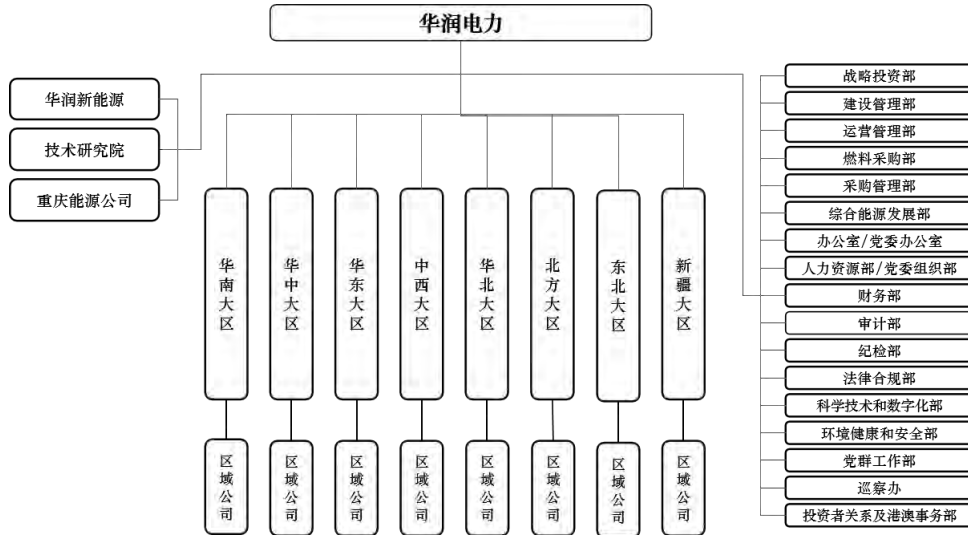 华润电力
华润新能源
技术研究院
重庆能源公司
华南大区
华中大区
华东大区
中西大区
华北大区
北方大区
东北大区
新疆大区
区域公司
区域公司
区域公司
区域公司
区域公司
区域公司
区域公司
区域公司
战略投资部
建设管理部
运营管理部
燃料采购部
采购管理部
综合能源发展部
办公室/党委办公室
人力资源部/党委组织部
财务部
审计部
纪检部
法律合规部
科学技术和数字化部
环境健康和安全部
党群工作部
巡察办
投资者关系及港澳事务部